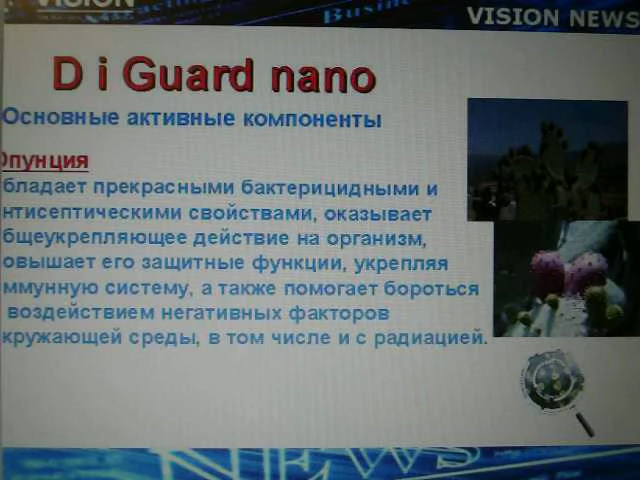 VISION
Busin
VISION NEWS
D i Guard nano
Основные активные компоненты
пунция
бладает прекрасными бактерицидными и
нтисептическими свойствами, оказывает
бщеукрепляющее действие на организм,
овышает его защитные функции, укрепляя
ммунную систему, а также помогает бороться
воздействием негативных факторов
кружающей среды, в том числе и с радиацией.
NEWS